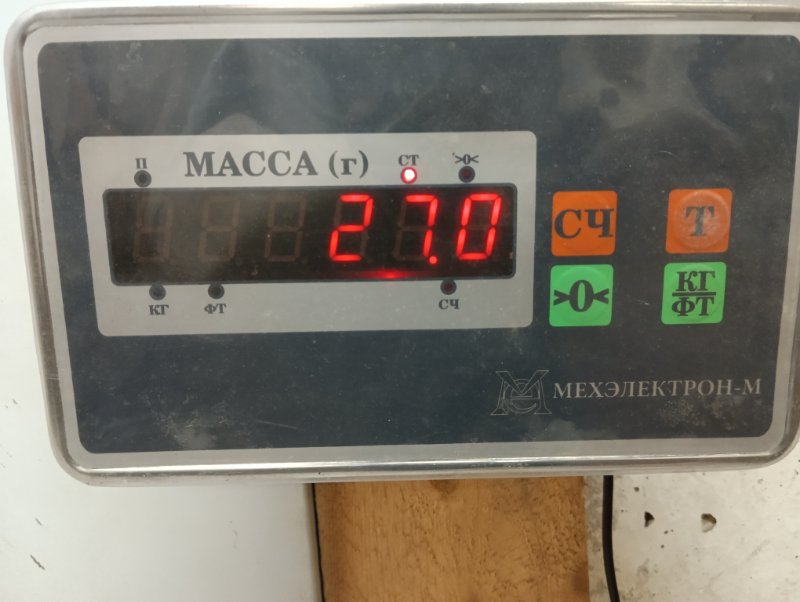 П МАССА (г) СТ >0<
27.0
КГ ФТ СЧ
СЧ Т
>0< КГ/ФТ
МЕХЭЛЕКТРОН-М